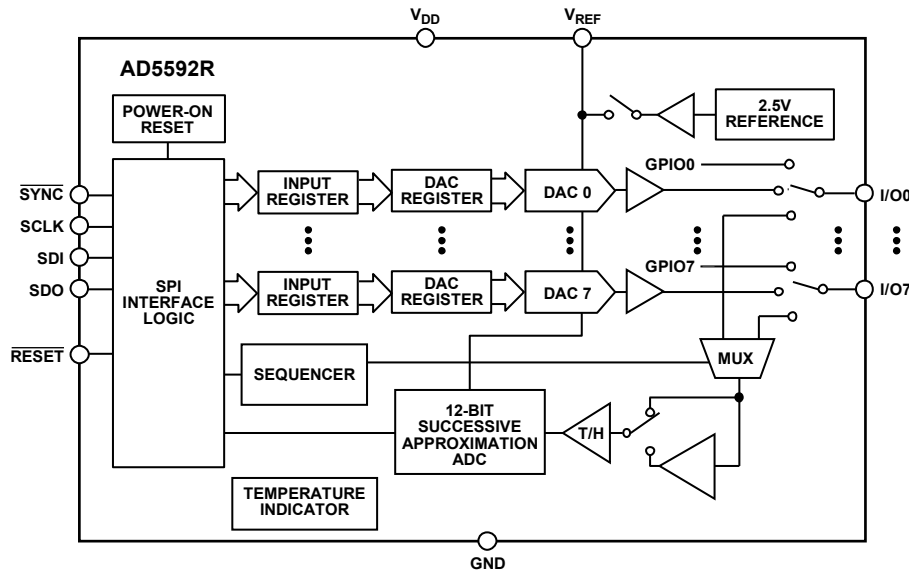 VDD
VREF
AD5592R
POWER-ON
RESET
2.5V
REFERENCE
GPIO0
SYNC
SCLK
SDI
SDO
RESET
SPI
INTERFACE
LOGIC
INPUT
REGISTER
DAC
REGISTER
DAC 0
I/O0
GPIO7
INPUT
REGISTER
DAC
REGISTER
DAC 7
I/O7
SEQUENCER
MUX
12-BIT
SUCCESSIVE
APPROXIMATION
ADC
T/H
TEMPERATURE
INDICATOR
GND